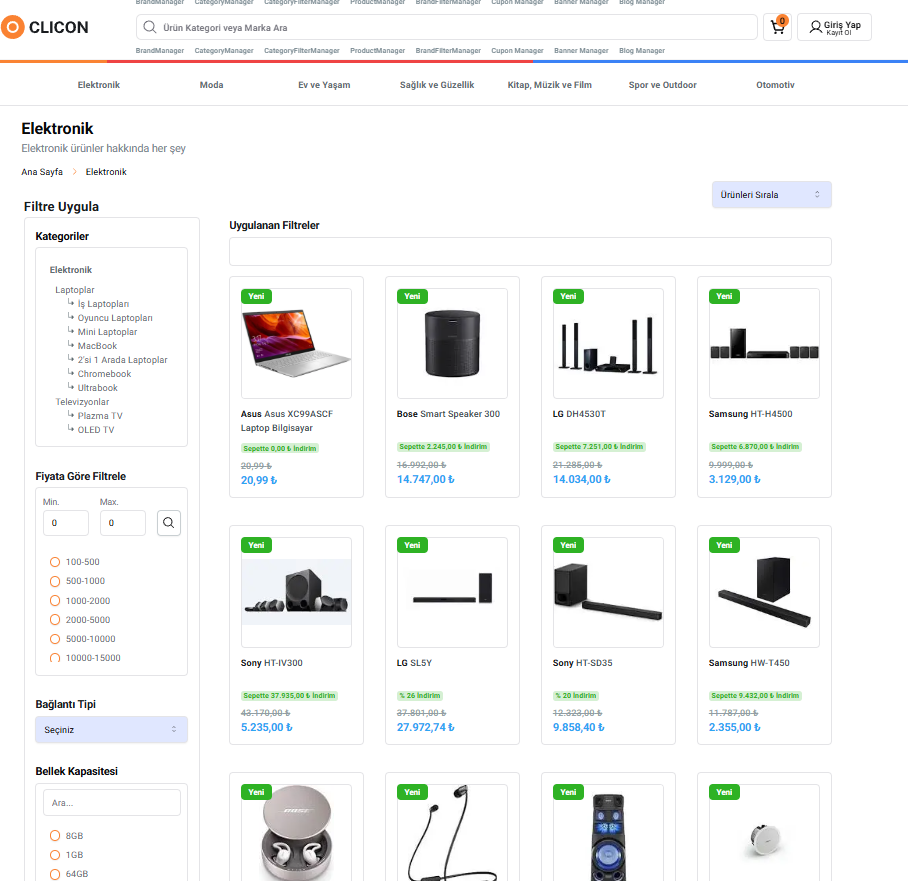 BrandManager CategoryManager CategoryFilterManager ProductManager BrandFilterManager Cupon Manager Banner Manager Blog Manager
CLICON
Ürün Kategori veya Marka Ara
0
Giriş Yap
Kayıt Ol
BrandManager CategoryManager CategoryFilterManager ProductManager BrandFilterManager Cupon Manager Banner Manager Blog Manager
Elektronik Moda Ev ve Yaşam Sağlık ve Güzellik Kitap, Müzik ve Film Spor ve Outdoor Otomotiv
Elektronik
Elektronik ürünler hakkında her şey
Ana Sayfa Elektronik
Ürünleri Sırala
Filtre Uygula
Kategoriler
Elektronik
Laptoplar
İş Laptopları
Oyuncu Laptopları
Mini Laptoplar
MacBook
2'si 1 Arada Laptoplar
Chromebook
Ultrabook
Televizyonlar
Plazma TV
OLED TV
Fiyata Göre Filtrele
Min. Max.
0 0
100-500
500-1000
1000-2000
2000-5000
5000-10000
10000-15000
Bağlantı Tipi
Seçiniz
Bellek Kapasitesi
Ara...
8GB
1GB
64GB
Uygulanan Filtreler
Yeni
Asus Asus XC99ASCF
Laptop Bilgisayar
Sepette 0,00 ₺ İndirim
20,99 ₺
20,99 ₺
Yeni
Bose Smart Speaker 300
Sepette 2.245,00 ₺ İndirim
16.992,00 ₺
14.747,00 ₺
Yeni
LG DH4530T
Sepette 7.251,00 ₺ İndirim
21.285,00 ₺
14.034,00 ₺
Yeni
Samsung HT-H4500
Sepette 6.870,00 ₺ İndirim
9.999,00 ₺
3.129,00 ₺
Yeni
Sony HT-IV300
Sepette 37.935,00 ₺ İndirim
43.170,00 ₺
5.235,00 ₺
Yeni
LG SL5Y
% 26 İndirim
37.801,00 ₺
27.972,74 ₺
Yeni
Sony HT-SD35
% 20 İndirim
12.323,00 ₺
9.858,40 ₺
Yeni
Samsung HW-T450
Sepette 9.432,00 ₺ İndirim
11.787,00 ₺
2.355,00 ₺
Yeni
BOSE
Yeni
Yeni
Yeni